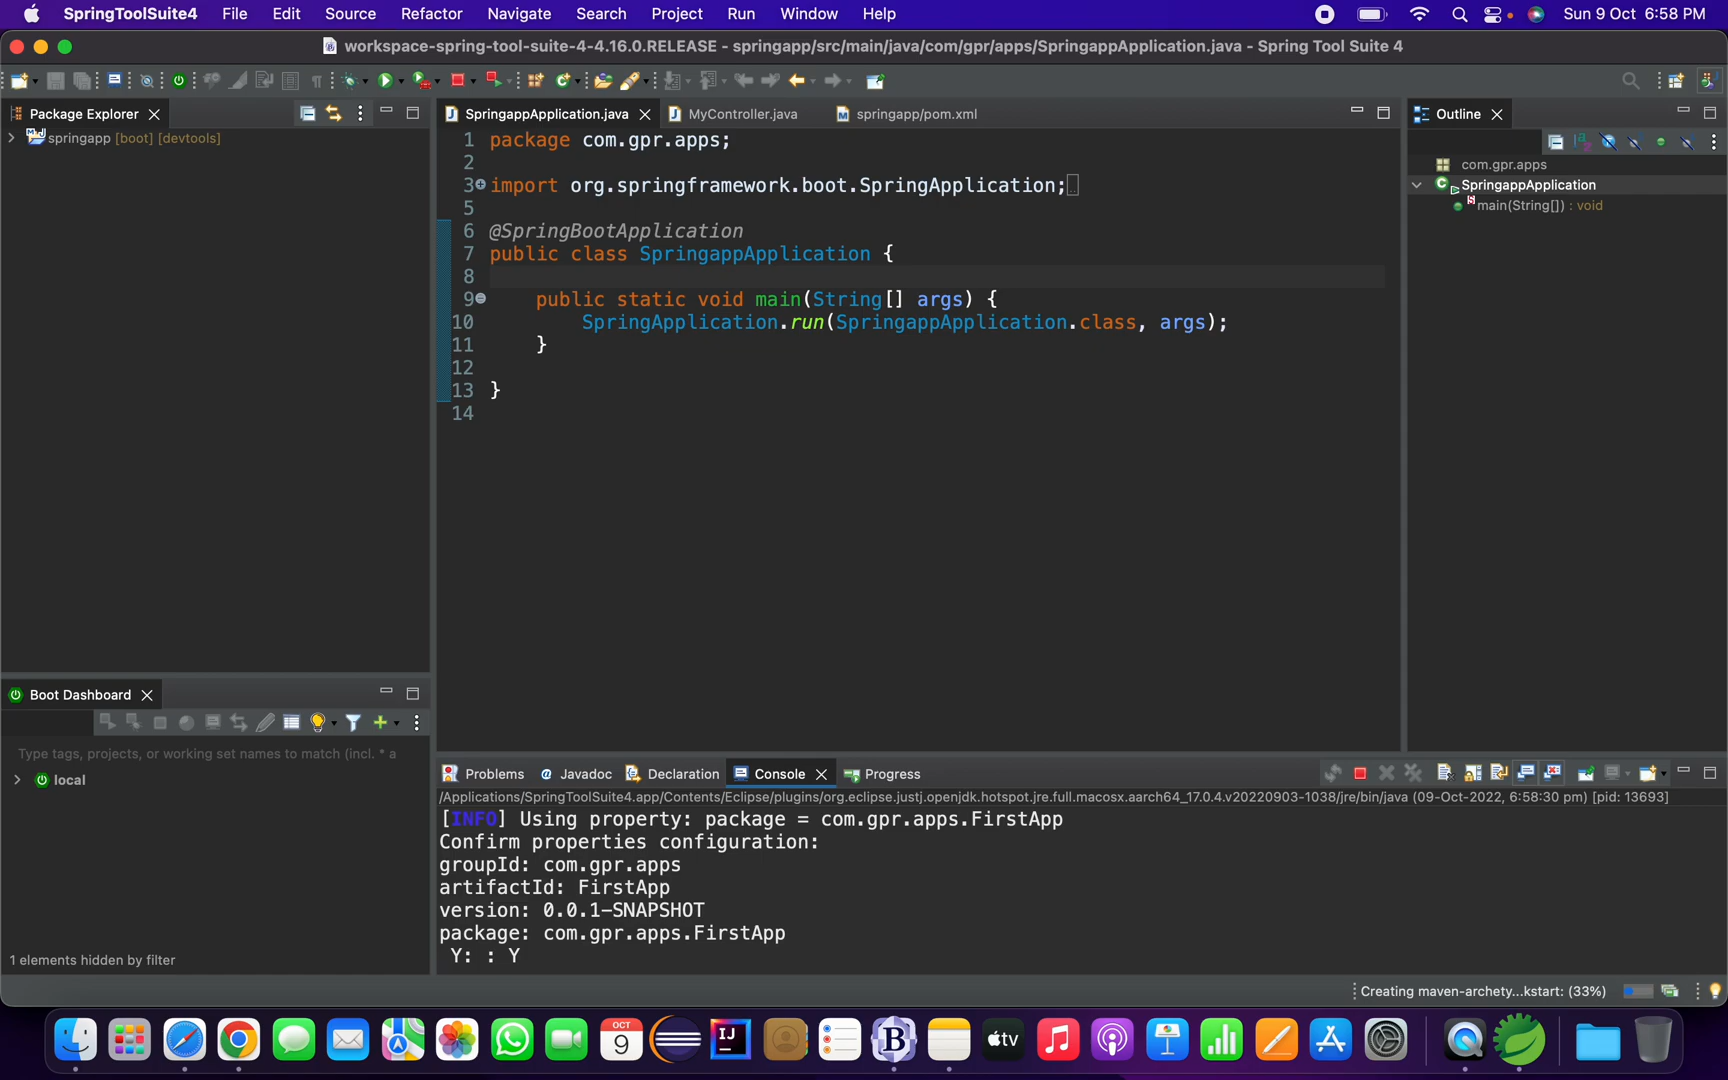 SpringToolSuite4 File Edit Source Refactor Navigate Search Project Run Window Help Sun 9 Oct 6:58 PM
workspace-spring-tool-suite-4-4.16.0.RELEASE - springapp/src/main/java/com/gpr/apps/SpringappApplication.java - Spring Tool Suite 4
Package Explorer
springapp [boot] [devtools]
SpringappApplication.java MyController.java springapp/pom.xml
1 package com.gpr.apps;
2
3 import org.springframework.boot.SpringApplication;
5
6 @SpringBootApplication
7 public class SpringappApplication {
8
9 public static void main(String[] args) {
10 SpringApplication.run(SpringappApplication.class, args);
11 }
12
13 }
14
Outline
com.gpr.apps
SpringappApplication
main(String[]) : void
Boot Dashboard
Type tags, projects, or working set names to match (incl. * a
local
1 elements hidden by filter
Problems Javadoc Declaration Console Progress
/Applications/SpringToolSuite4.app/Contents/Eclipse/plugins/org.eclipse.justj.openjdk.hotspot.jre.full.macosx.aarch64_17.0.4.v20220903-1038/jre/bin/java (09-Oct-2022, 6:58:30 pm) [pid: 13693]
[INFO] Using property: package = com.gpr.apps.FirstApp
Confirm properties configuration:
groupId: com.gpr.apps
artifactId: FirstApp
version: 0.0.1-SNAPSHOT
package: com.gpr.apps.FirstApp
Y: : Y
Creating maven-archety...kstart: (33%)
OCT
9
IJ
B
tv